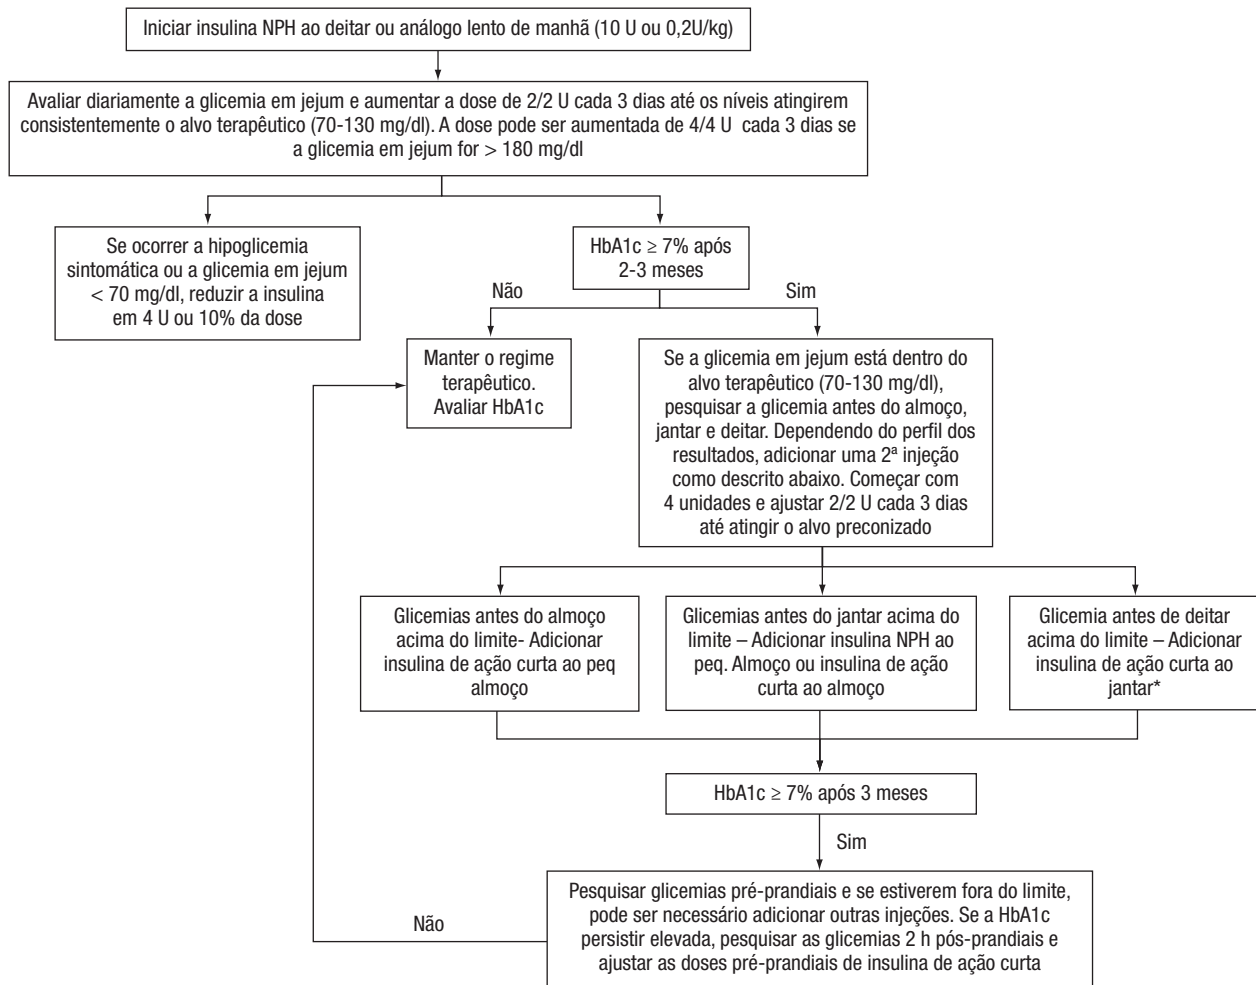 Iniciar insulina NPH ao deitar ou análogo lento de manhã (10 U ou 0,2U/kg)
Avaliar diariamente a glicemia em jejum e aumentar a dose de 2/2 U cada 3 dias até os níveis atingirem
consistentemente o alvo terapêutico (70-130 mg/dl). A dose pode ser aumentada de 4/4 U cada 3 dias se
a glicemia em jejum for > 180 mg/dl
Se ocorrer a hipoglicemia
sintomática ou a glicemia em jejum
< 70 mg/dl, reduzir a insulina
em 4 U ou 10% da dose
HbA1c ≥ 7% após
2-3 meses
Não
Sim
Manter o regime
terapêutico.
Avaliar HbA1c
Se a glicemia em jejum está dentro do
alvo terapêutico (70-130 mg/dl),
pesquisar a glicemia antes do almoço,
jantar e deitar. Dependendo do perfil dos
resultados, adicionar uma 2ª injeção
como descrito abaixo. Começar com
4 unidades e ajustar 2/2 U cada 3 dias
até atingir o alvo preconizado
Glicemias antes do almoço
acima do limite- Adicionar
insulina de ação curta ao peq
almoço
Glicemias antes do jantar acima do
limite – Adicionar insulina NPH ao
peq. Almoço ou insulina de ação
curta ao almoço
Glicemia antes de deitar
acima do limite – Adicionar
insulina de ação curta ao
jantar*
HbA1c ≥ 7% após 3 meses
Sim
Não
Pesquisar glicemias pré-prandiais e se estiverem fora do limite,
pode ser necessário adicionar outras injeções. Se a HbA1c
persistir elevada, pesquisar as glicemias 2 h pós-prandiais e
ajustar as doses pré-prandiais de insulina de ação curta